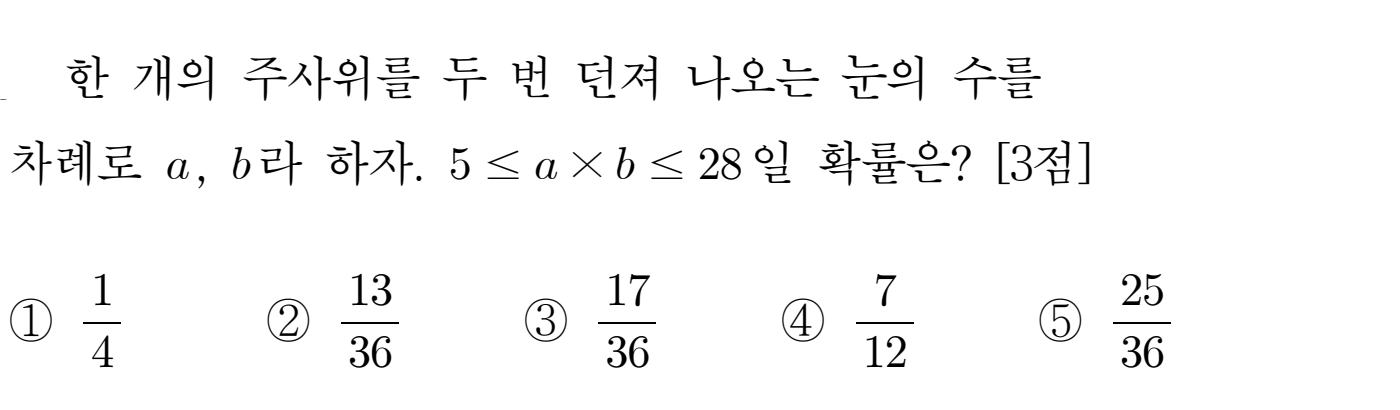 한 개의 주사위를 두 번 던져 나오는 눈의 수를
차례로 a, b라 하자. 5 ≤ a × b ≤ 28일 확률은? [3점]
① 1/4 ② 13/36 ③ 17/36 ④ 7/12 ⑤ 25/36